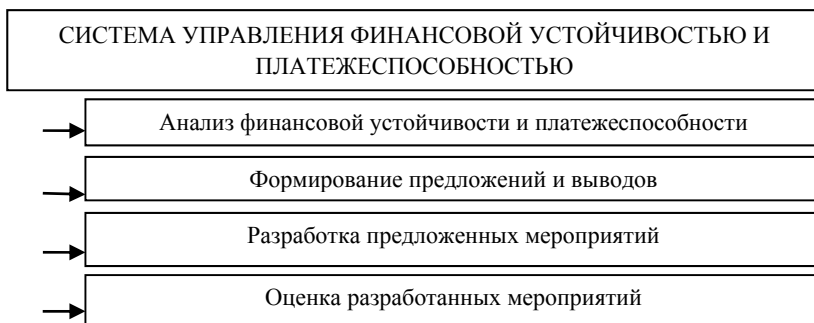 СИСТЕМА УПРАВЛЕНИЯ ФИНАНСОВОЙ УСТОЙЧИВОСТЬЮ И
ПЛАТЕЖЕСПОСОБНОСТЬЮ
Анализ финансовой устойчивости и платежеспособности
Формирование предложений и выводов
Разработка предложенных мероприятий
Оценка разработанных мероприятий